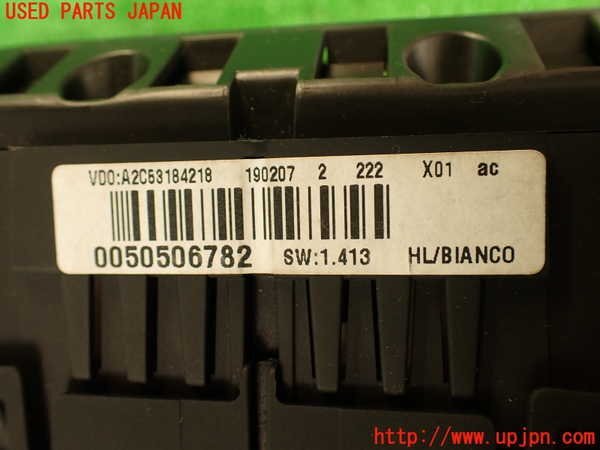 USED PARTS JAPAN
VDO:A2C53184218 190207 2 222 X01 ac
0050506782 SW:1.413 HL/BIANCO
http://www.upjpn.com/